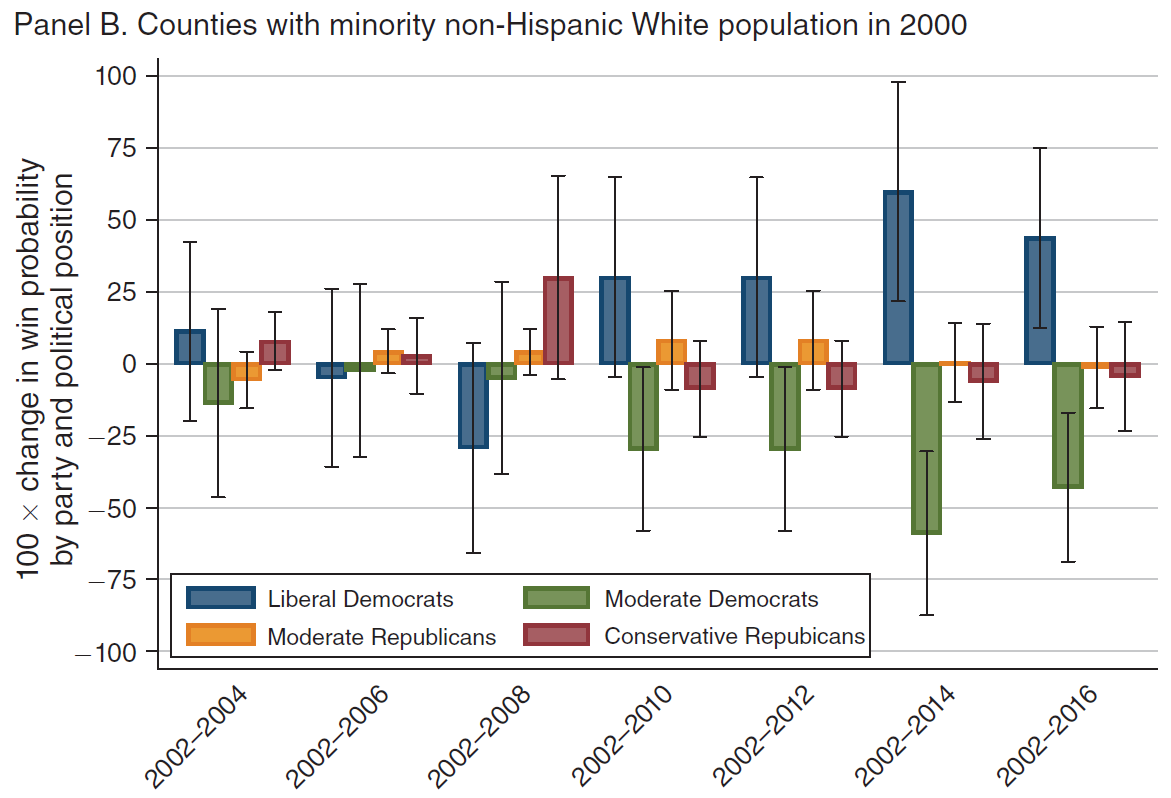 Panel B. Counties with minority non-Hispanic White population in 2000
100 × change in win probability
by party and political position
100
75
50
25
0
−25
−50
−75
−100
Liberal Democrats
Moderate Democrats
Moderate Republicans
Conservative Repubicans
2002–2004
2002–2006
2002–2008
2002–2010
2002–2012
2002–2014
2002–2016